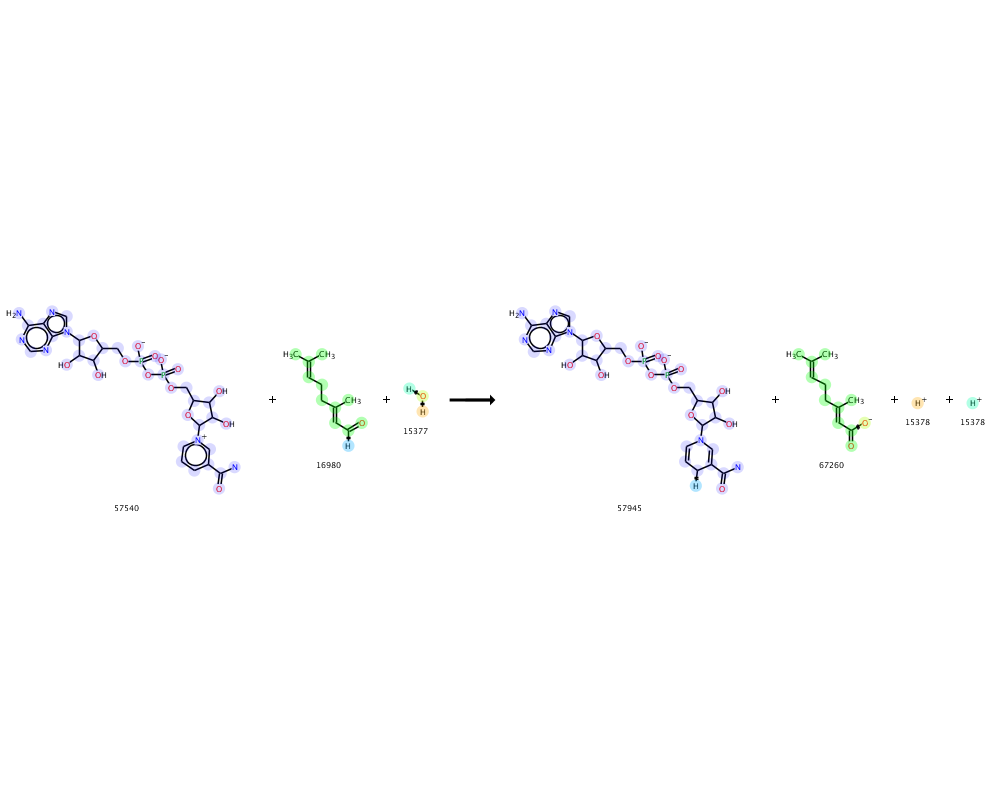 H₂N N N N N O HO OH O P O⁻ O O P O⁻ O O OH OH O N⁺ N O
57540
+
H₃C CH₃ CH₃ O H
16980
+
H O H
15377
H₂N N N N N O HO OH O P O⁻ O O P O⁻ O O OH OH O N N O H
57945
+
H₃C CH₃ CH₃ O⁻ O
67260
+
H⁺
15378
+
H⁺
15378